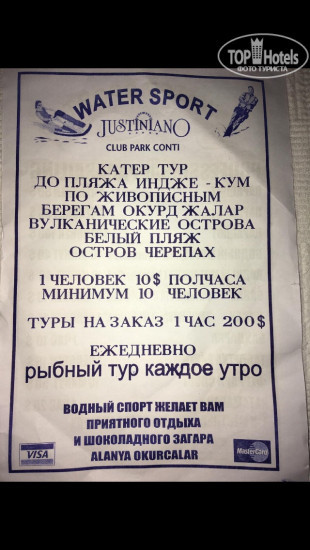 TOP Hotels
ФОТО ТУРИСТА
WATER SPORT
JUSTINIANO
CLUB PARK CONTI
КАТЕР ТУР
ДО ПЛЯЖА ИНДЖЕ - КУМ
ПО ЖИВОПИСНЫМ
БЕРЕГАМ ОКУРДЖАЛАР
ВУЛКАНИЧЕСКИЕ ОСТРОВА
БЕЛЫЙ ПЛЯЖ
ОСТРОВ ЧЕРЕПАХ
1 ЧЕЛОВЕК 10$ ПОЛЧАСА
МИНИМУМ 10 ЧЕЛОВЕК
ТУРЫ НА ЗАКАЗ 1 ЧАС 200$
ЕЖЕДНЕВНО
рыбный тур каждое утро
ВОДНЫЙ СПОРТ ЖЕЛАЕТ ВАМ
ПРИЯТНОГО ОТДЫХА
И ШОКОЛАДНОГО ЗАГАРА
ALANYA OKURCALAR
VISA
MasterCard